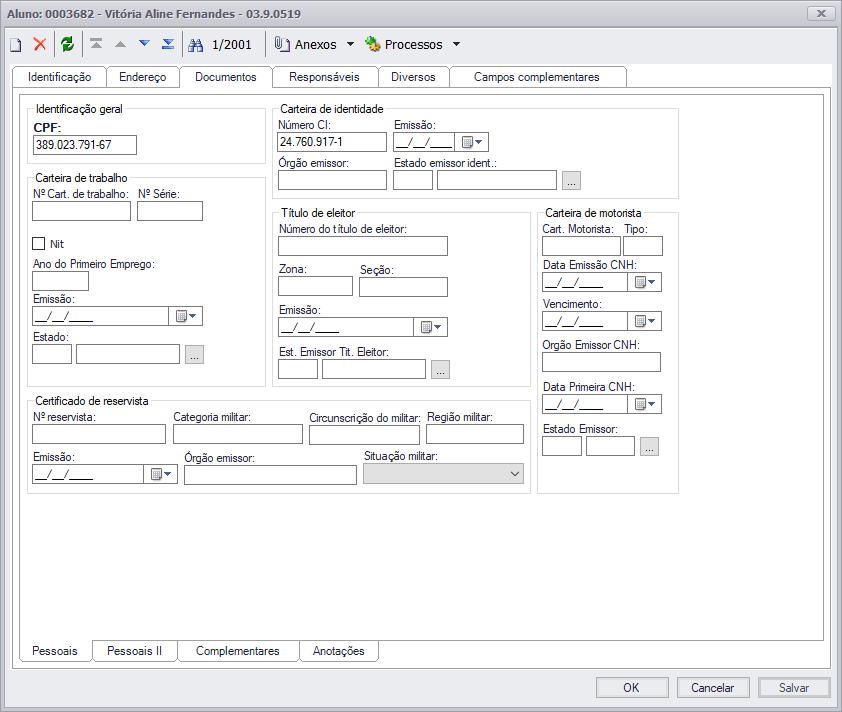 Aluno: 0003682 - Vitória Aline Fernandes - 03.9.0519
1/2001 Anexos Processos
Identificação Endereço Documentos Responsáveis Diversos Campos complementares
Identificação geral
CPF:
389.023.791-67
Carteira de identidade
Número CI: Emissão:
24.760.917-1 __/__/____
Órgão emissor: Estado emissor ident.:
...
Carteira de trabalho
Nº Cart. de trabalho: Nº Série:
Nit
Ano do Primeiro Emprego:
Emissão:
__/__/____
Estado:
...
Título de eleitor
Número do título de eleitor:
Zona: Seção:
Emissão:
__/__/____
Est. Emissor Tit. Eleitor:
...
Carteira de motorista
Cart. Motorista: Tipo:
Data Emissão CNH:
__/__/____
Vencimento:
__/__/____
Orgão Emissor CNH:
Data Primeira CNH:
__/__/____
Estado Emissor:
...
Certificado de reservista
Nº reservista: Categoria militar: Circunscrição do militar: Região militar:
Emissão: Órgão emissor: Situação militar:
__/__/____
Pessoais Pessoais II Complementares Anotações
OK Cancelar Salvar